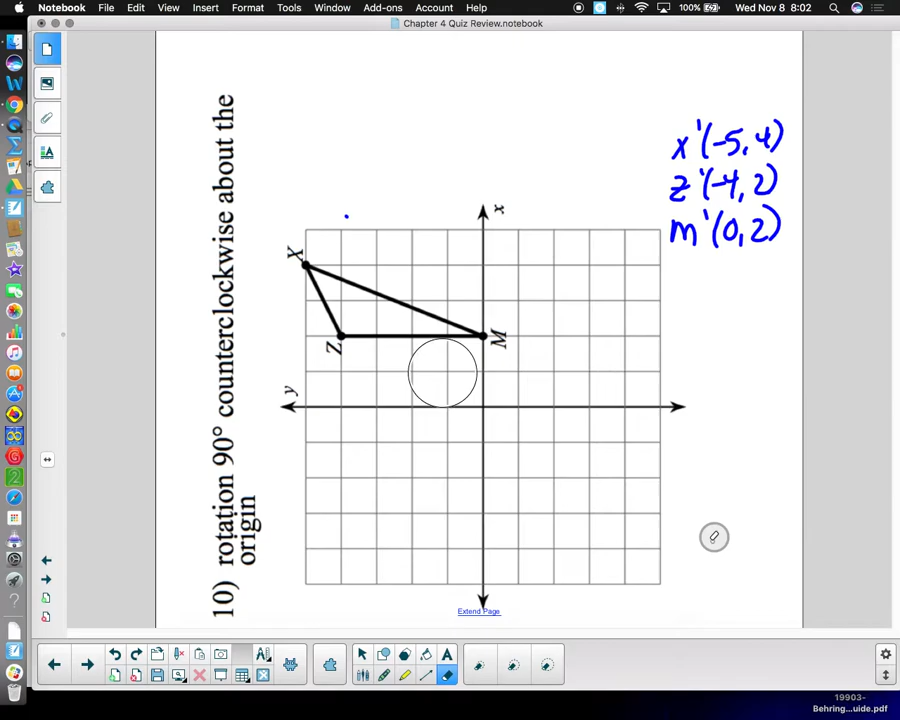 Notebook File Edit View Insert Format Tools Window Add-ons Account Help 100% Wed Nov 8 8:02
Chapter 4 Quiz Review.notebook
10) rotation 90° counterclockwise about the
origin
x'(-5, 4)
z'(-4, 2)
m'(0, 2)
x
X
Z
M
y
Extend Page
19903-
Behring...uide.pdf